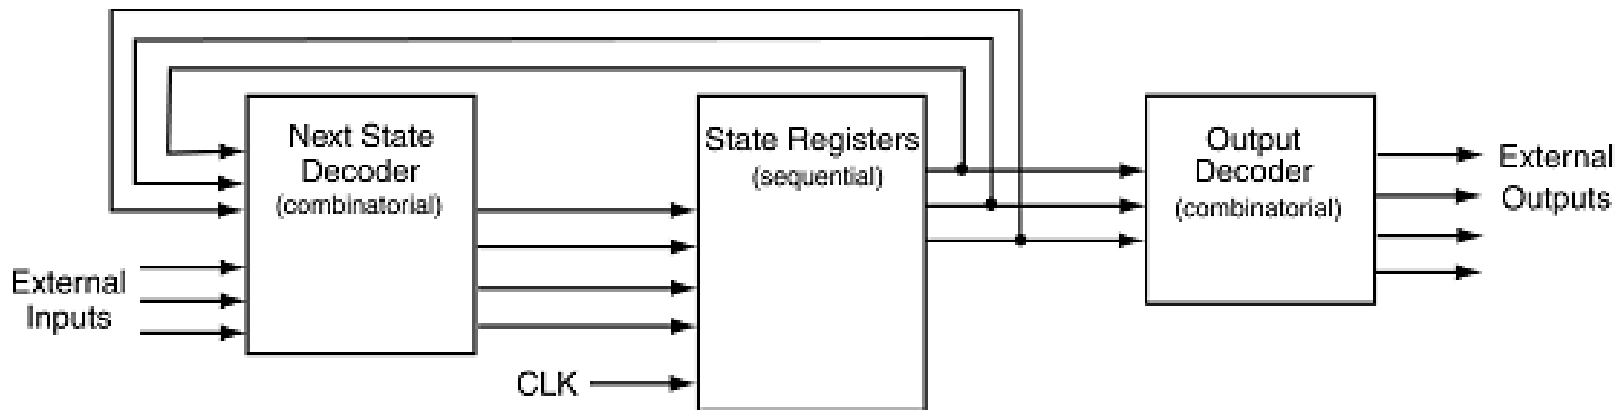 Next State
Decoder
(combinatorial)
State Registers
(sequential)
Output
Decoder
(combinatorial)
External
Outputs
External
Inputs
CLK